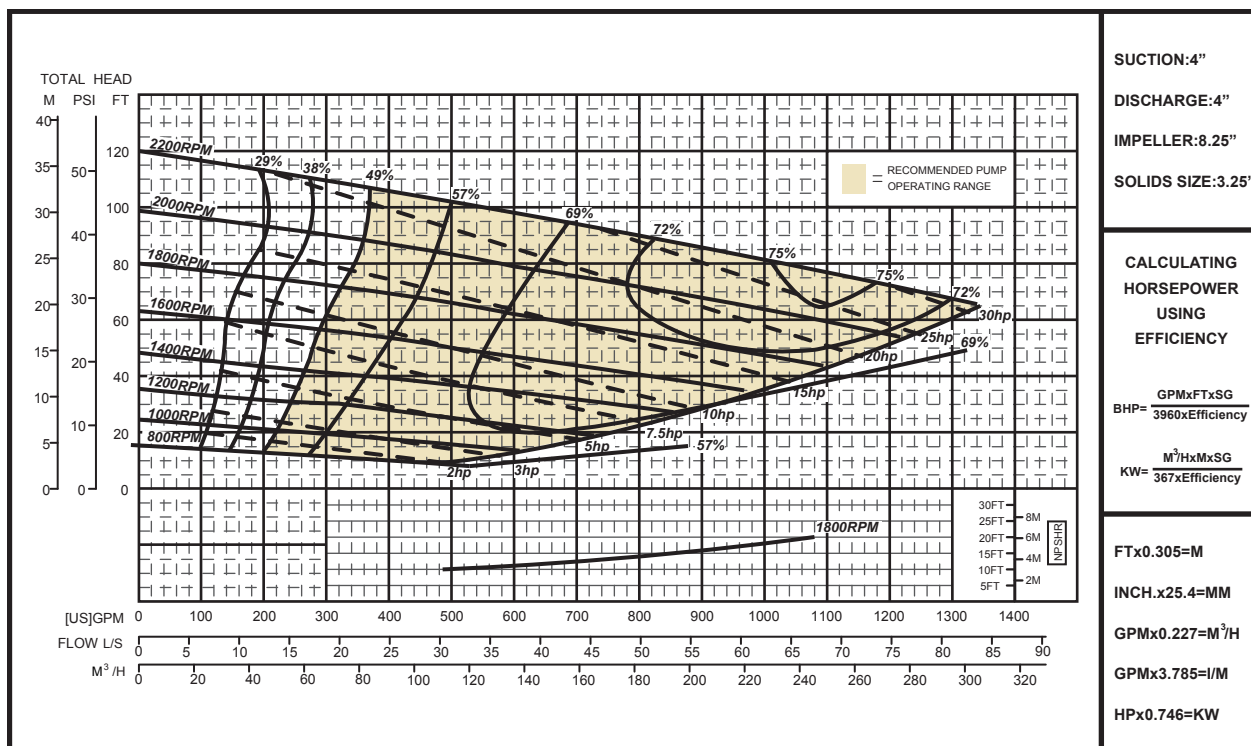 TOTAL HEAD
M PSI FT
40
35
30
25
20
15
10
5
0
50
40
30
20
10
0
120
100
80
60
40
20
0
2200RPM
2000RPM
1800RPM
1600RPM
1400RPM
1200RPM
1000RPM
800RPM
29%
38%
49%
57%
69%
72%
75%
75%
72%
69%
57%
30hp
25hp
20hp
15hp
10hp
7.5hp
5hp
3hp
2hp
RECOMMENDED PUMP
OPERATING RANGE
1800RPM
30FT
25FT
20FT
15FT
10FT
5FT
8M
6M
4M
2M
NPSHR
[US]GPM 0 100 200 300 400 500 600 700 800 900 1000 1100 1200 1300 1400
FLOW L/S 0 5 10 15 20 25 30 33 38 40 45 50 55 60 65 70 75 80 85 90
M³/H 0 20 40 60 80 100 120 140 160 180 200 220 240 260 280 300 320
SUCTION:4”
DISCHARGE:4”
IMPELLER:8.25”
SOLIDS SIZE:3.25”
CALCULATING
HORSEPOWER
USING
EFFICIENCY
BHP= GPMxFTxSG
3960xEfficiency
KW= M³/HxMxSG
367xEfficiency
FTx0.305=M
INCH.x25.4=MM
GPMx0.227=M³/H
GPMx3.785=l/M
HPx0.746=KW